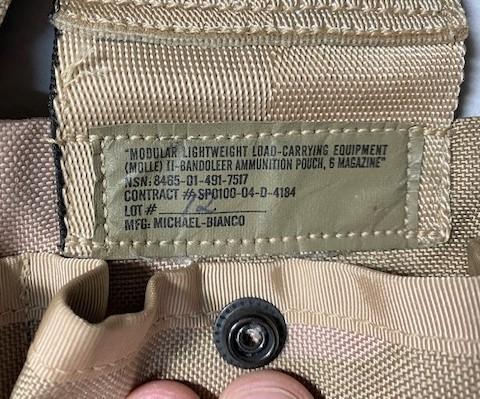 "MODULAR LIGHTWEIGHT LOAD-CARRYING EQUIPMENT
(MOLLE) II-BANDOLEER AMMUNITION POUCH, 6 MAGAZINE"
NSN: 8465-01-491-7517
CONTRACT # SPO100-04-D-4184
LOT #
MFG: MICHAEL-BIANCO